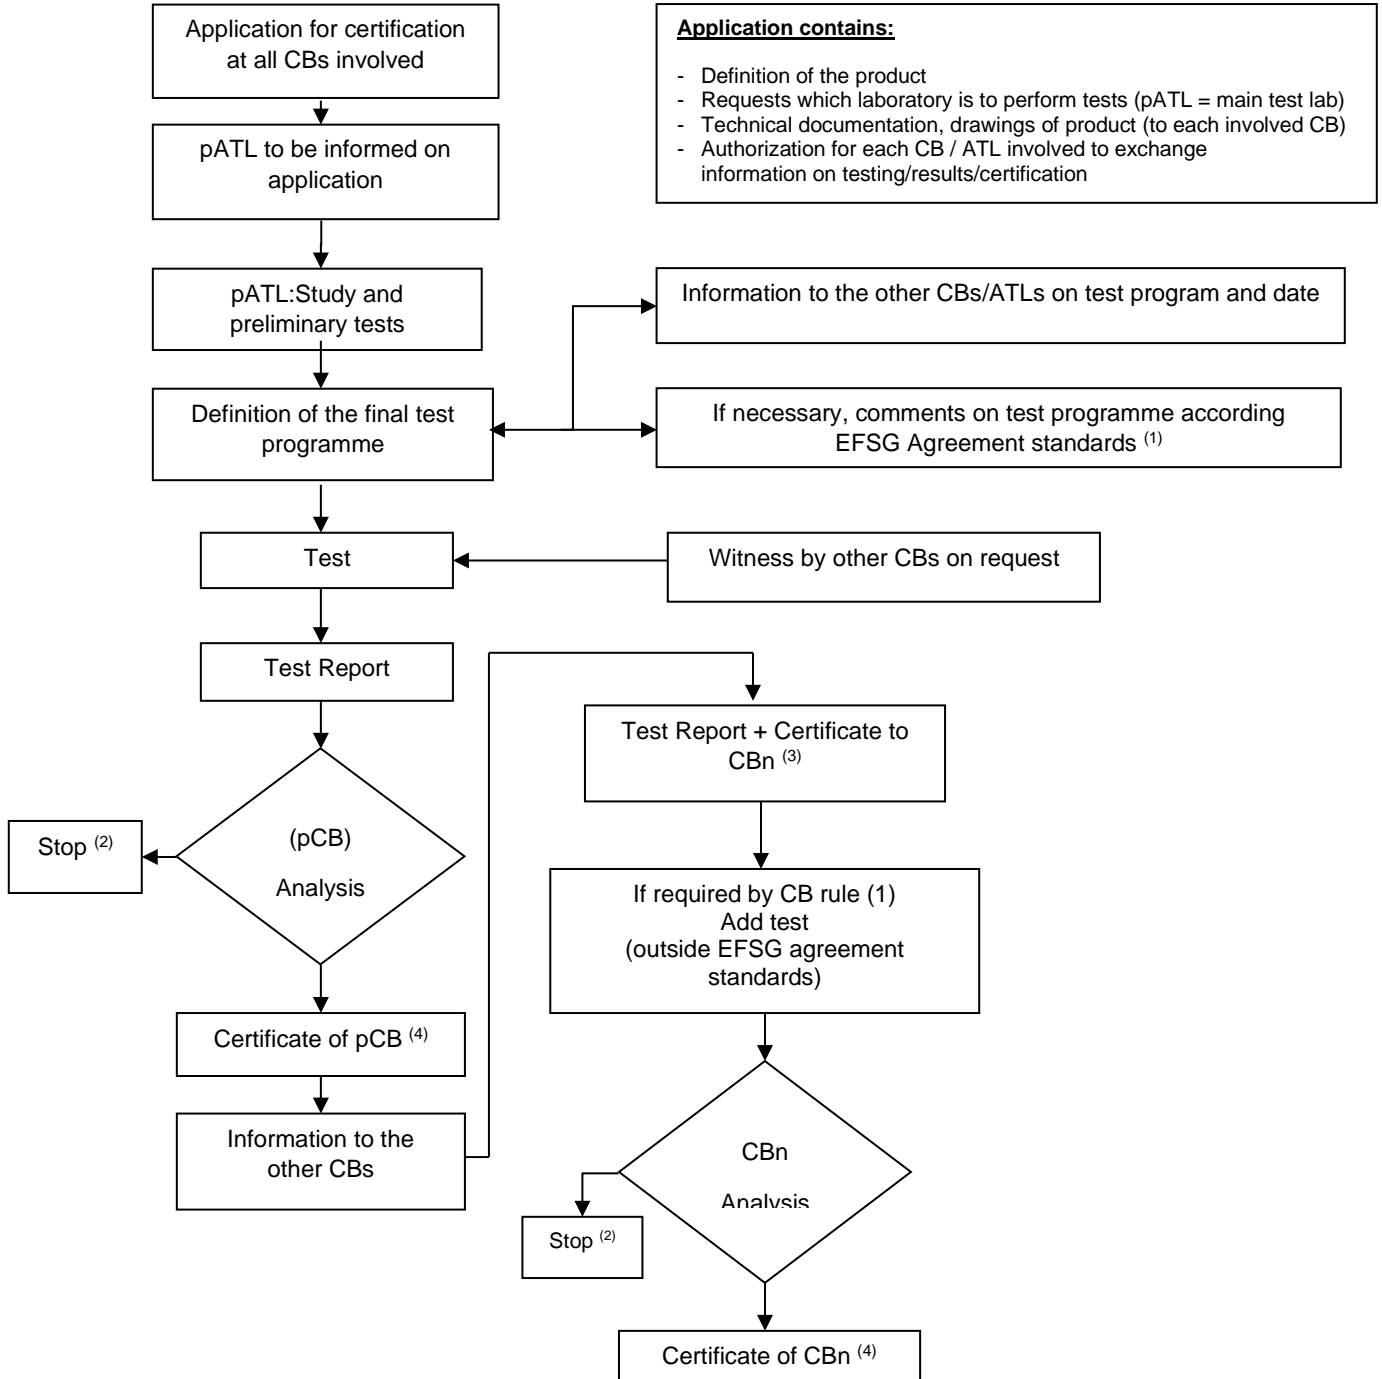 Application for certification
at all CBs involved
Application contains:
- Definition of the product
- Requests which laboratory is to perform tests (pATL = main test lab)
- Technical documentation, drawings of product (to each involved CB)
- Authorization for each CB / ATL involved to exchange
information on testing/results/certification
pATL to be informed on
application
pATL:Study and
preliminary tests
Information to the other CBs/ATLs on test program and date
Definition of the final test
programme
If necessary, comments on test programme according
EFSG Agreement standards (1)
Test
Witness by other CBs on request
Test Report
Test Report + Certificate to
CBn (3)
Stop (2)
(pCB)
Analysis
If required by CB rule (1)
Add test
(outside EFSG agreement
standards)
Certificate of pCB (4)
Information to the
other CBs
CBn
Analysis
Stop (2)
Certificate of CBn (4)